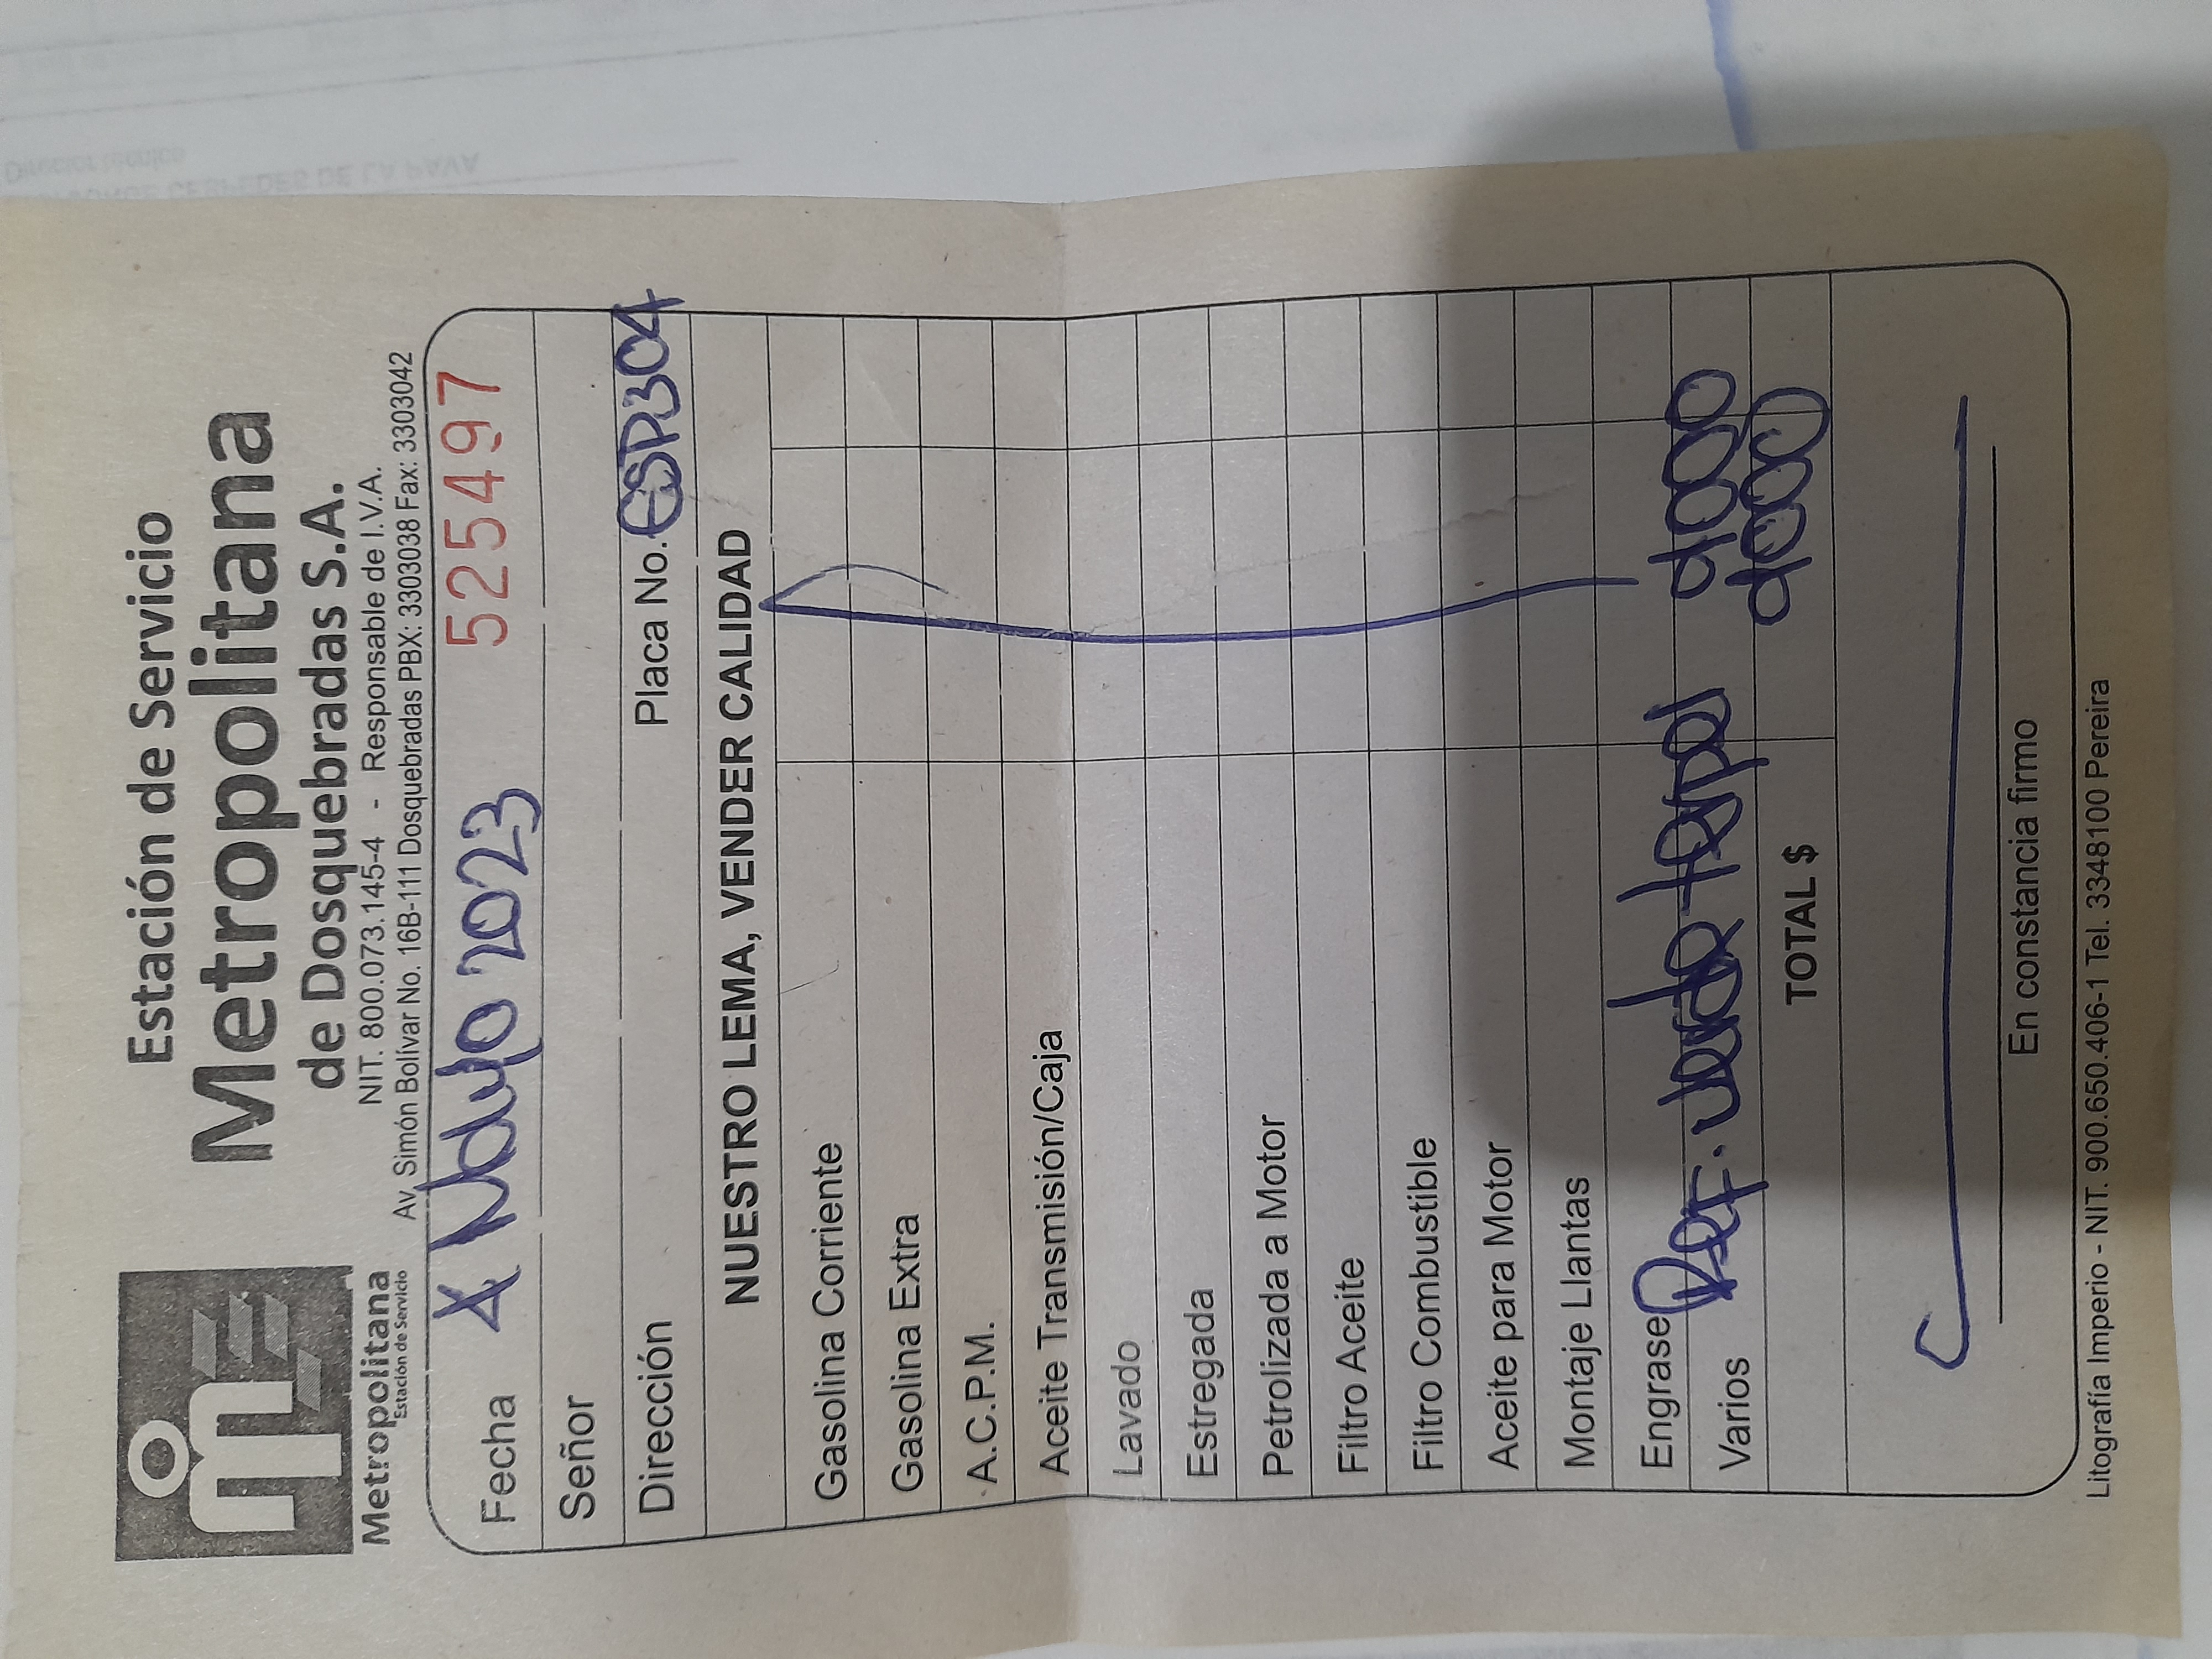 Estación de Servicio
Metropolitana
de Dosquebradas S.A.
NIT. 800.073.145-4 - Responsable de I.V.A.
Av. Simón Bolívar No. 16B-111 Dosquebradas PBX: 3303038 Fax: 3303042
Metropolitana
Estación de Servicio
Fecha 4 Mayo 2023 525497
Señor
Dirección Placa No. ESP304
NUESTRO LEMA, VENDER CALIDAD
Gasolina Corriente
Gasolina Extra
A.C.P.M.
Aceite Transmisión/Caja
Lavado
Estregada
Petrolizada a Motor
Filtro Aceite
Filtro Combustible
Aceite para Motor
Montaje Llantas
Engrase
Varios 9000
TOTAL $ 9000
En constancia firmo
Litografía Imperio - NIT. 900.650.406-1 Tel. 3348100 Pereira